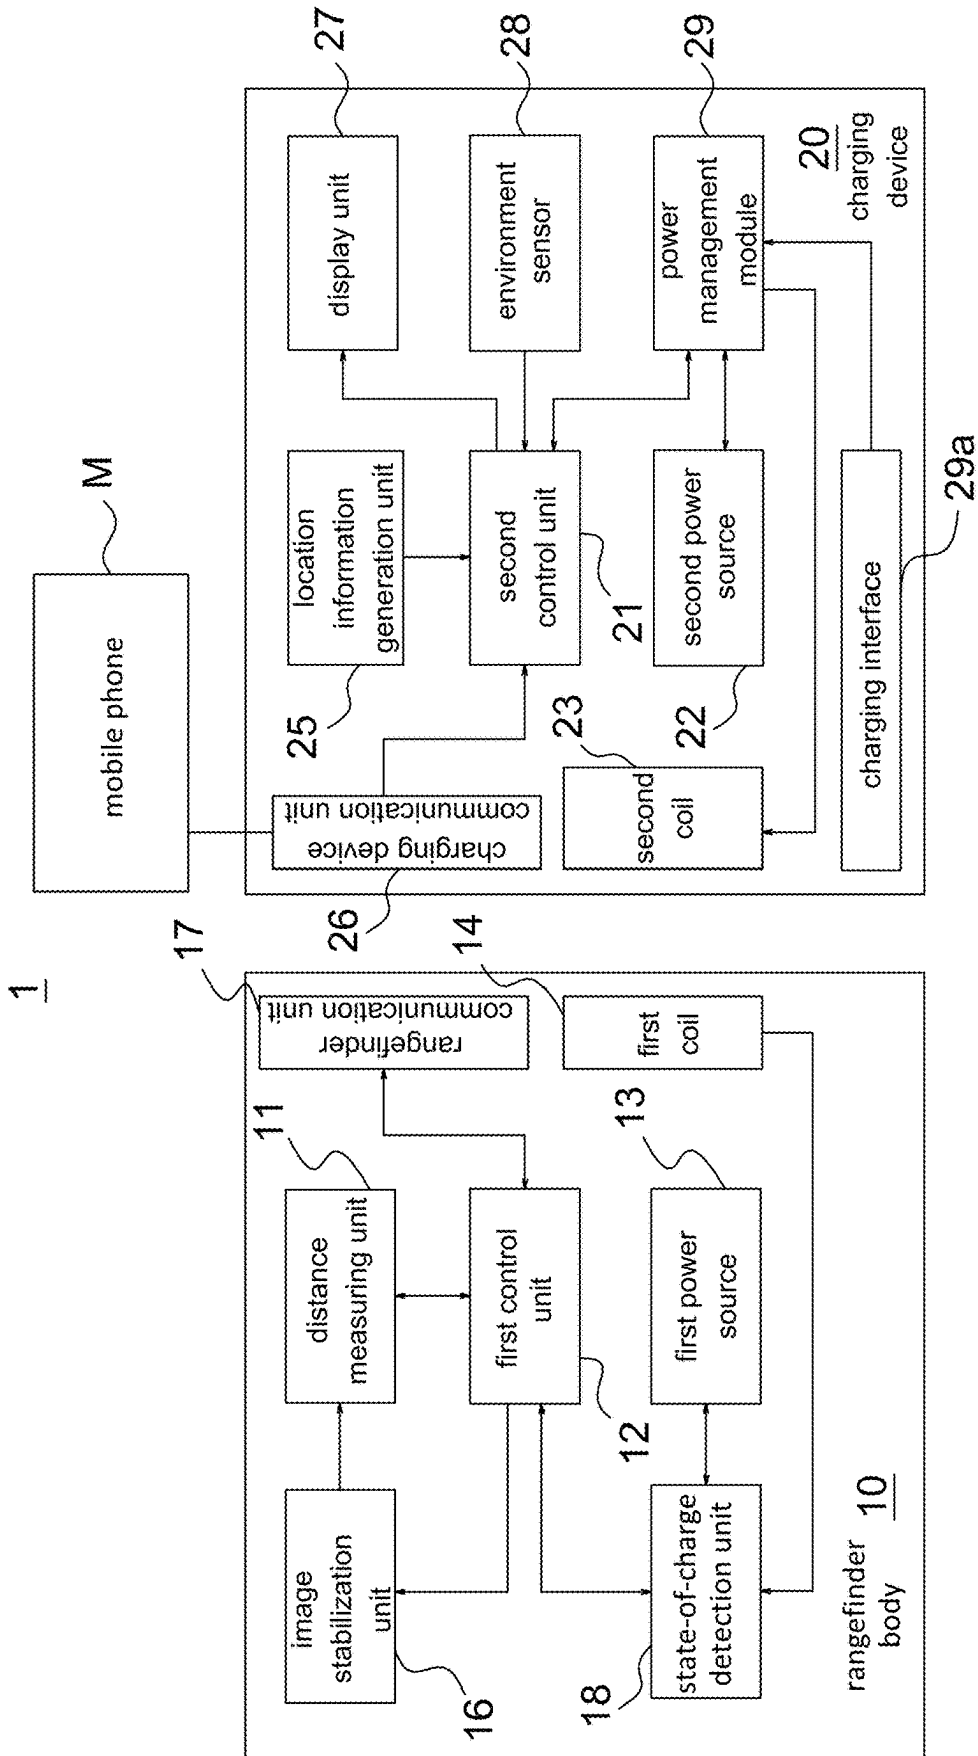 1
mobile phone
M
17
rangefinder
communication unit
11
distance
measuring unit
image
stabilization
unit
16
first control
unit
12
14
first
coil
13
first power
source
state-of-charge
detection unit
18
rangefinder
body
10
26
charging device
communication unit
25
location
information
generation unit
27
display unit
second
control unit
21
28
environment
sensor
23
second
coil
22
second power
source
29
power
management
module
charging interface
29a
20
charging
device